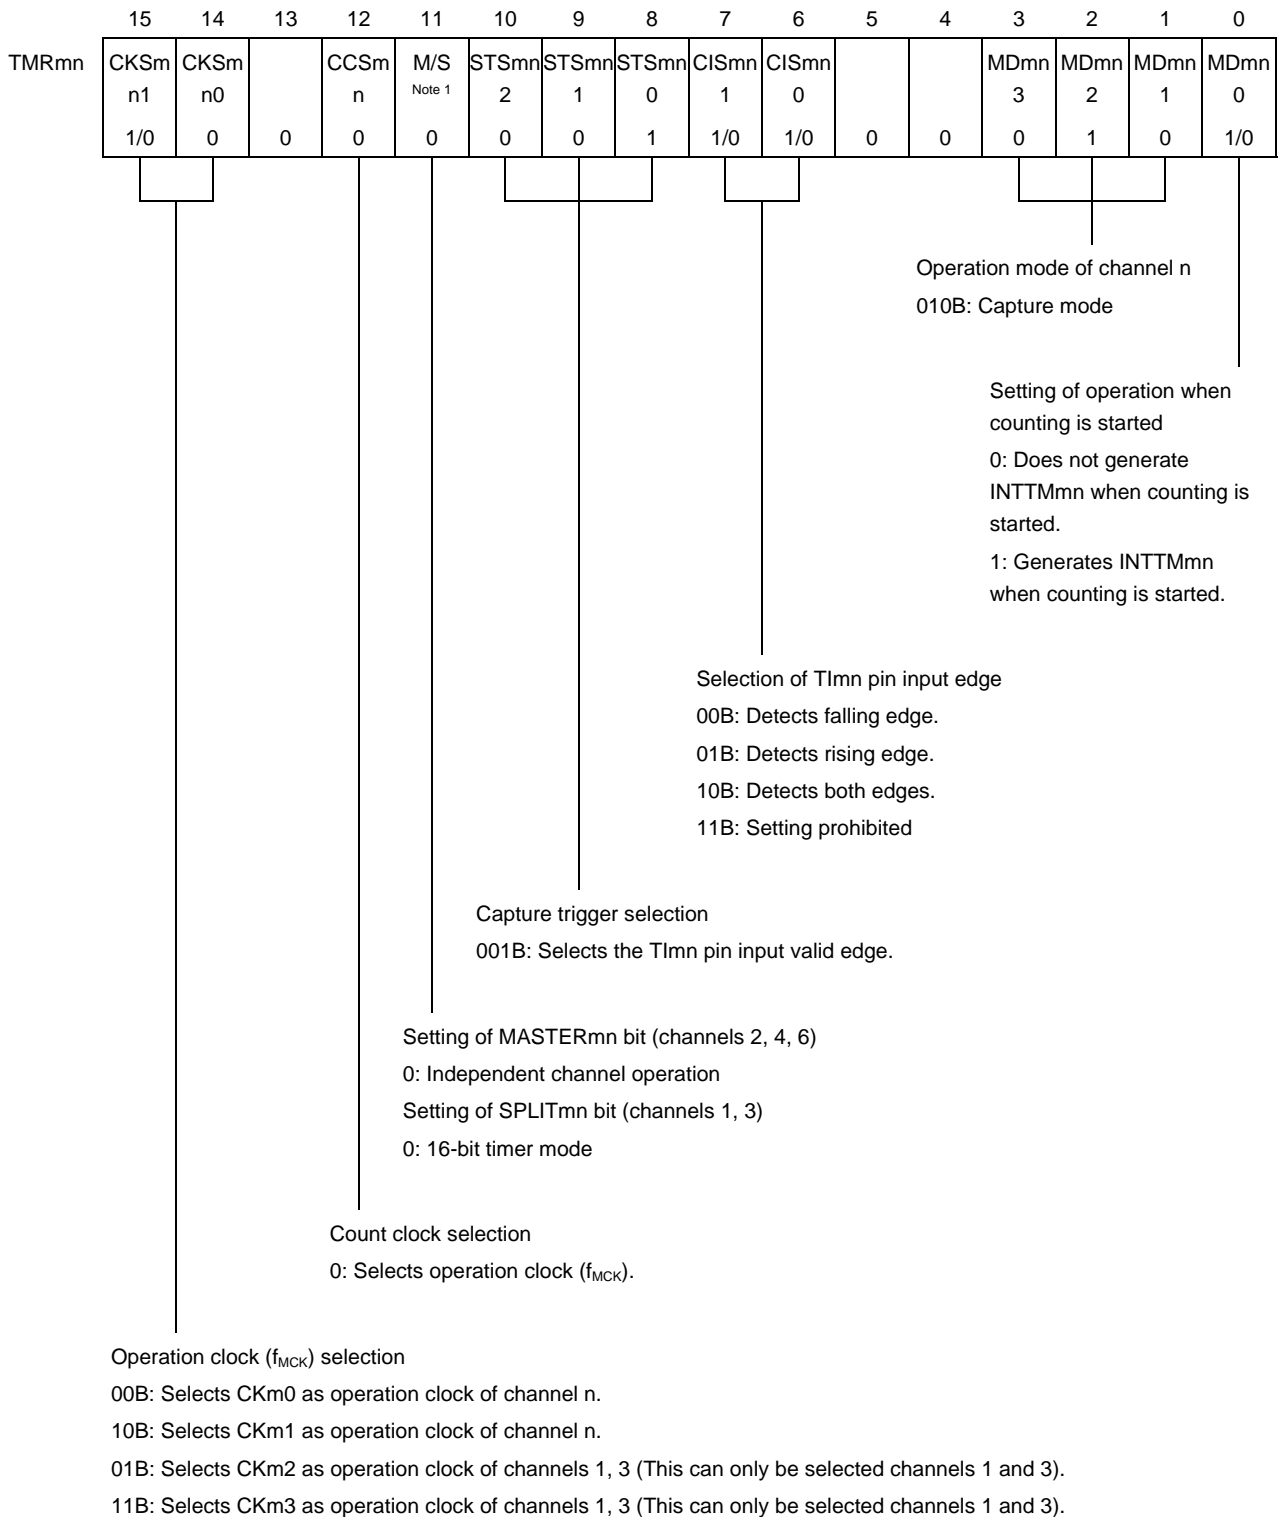 15 14 13 12 11 10 9 8 7 6 5 4 3 2 1 0
TMRmn CKSm CKSm CCSm M/S STSmn STSmn STSmn CISmn CISmn MDmn MDmn MDmn MDmn
n1 n0 n Note 1 2 1 0 1 0 3 2 1 0
1/0 0 0 0 0 0 0 1 1/0 1/0 0 0 0 1 0 1/0
Operation mode of channel n
010B: Capture mode
Setting of operation when
counting is started
0: Does not generate
INTTMmn when counting is
started.
1: Generates INTTMmn
when counting is started.
Selection of TImn pin input edge
00B: Detects falling edge.
01B: Detects rising edge.
10B: Detects both edges.
11B: Setting prohibited
Capture trigger selection
001B: Selects the TImn pin input valid edge.
Setting of MASTERmn bit (channels 2, 4, 6)
0: Independent channel operation
Setting of SPLITmn bit (channels 1, 3)
0: 16-bit timer mode
Count clock selection
0: Selects operation clock (fMCK).
Operation clock (fMCK) selection
00B: Selects CKm0 as operation clock of channel n.
10B: Selects CKm1 as operation clock of channel n.
01B: Selects CKm2 as operation clock of channels 1, 3 (This can only be selected channels 1 and 3).
11B: Selects CKm3 as operation clock of channels 1, 3 (This can only be selected channels 1 and 3).